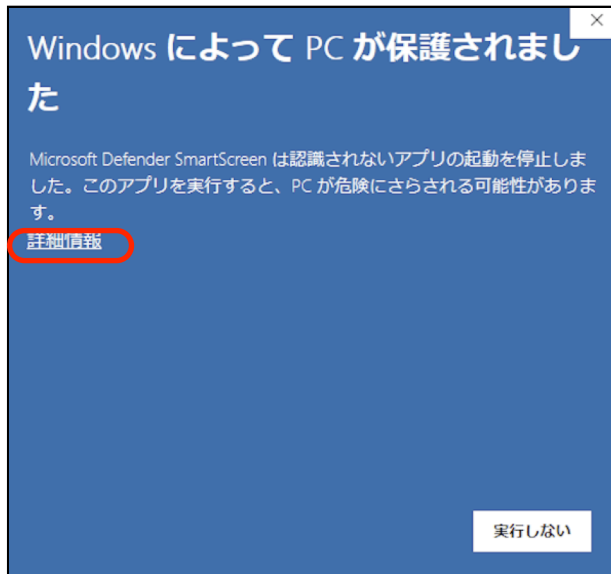 Windows によって PC が保護されまし
た
Microsoft Defender SmartScreen は認識されないアプリの起動を停止しま
した。このアプリを実行すると、PC が危険にさらされる可能性がありま
す。
詳細情報
実行しない